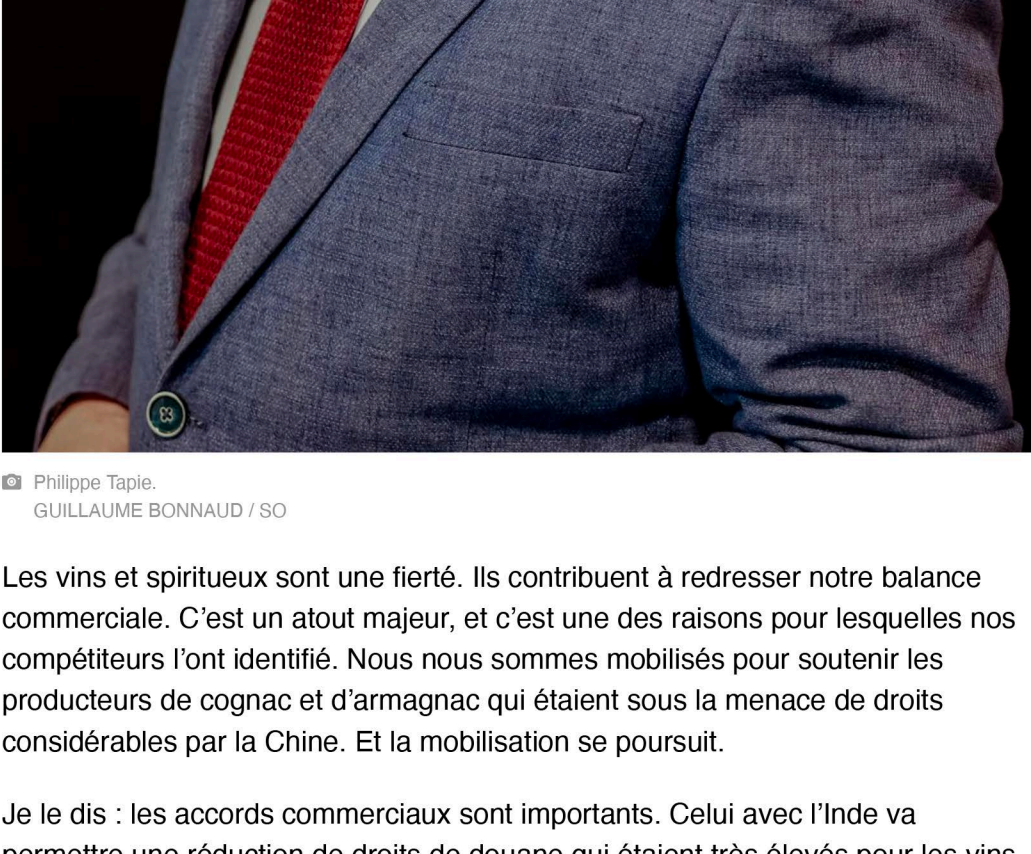 Philippe Tapie.
GUILLAUME BONNAUD / SO
Les vins et spiritueux sont une fierté. Ils contribuent à redresser notre balance
commerciale. C’est un atout majeur, et c’est une des raisons pour lesquelles nos
compétiteurs l’ont identifié. Nous nous sommes mobilisés pour soutenir les
producteurs de cognac et d’armagnac qui étaient sous la menace de droits
considérables par la Chine. Et la mobilisation se poursuit.
Je le dis : les accords commerciaux sont importants. Celui avec l’Inde va
permettre une réduction de droits de douane qui étaient très élevés pour les vins